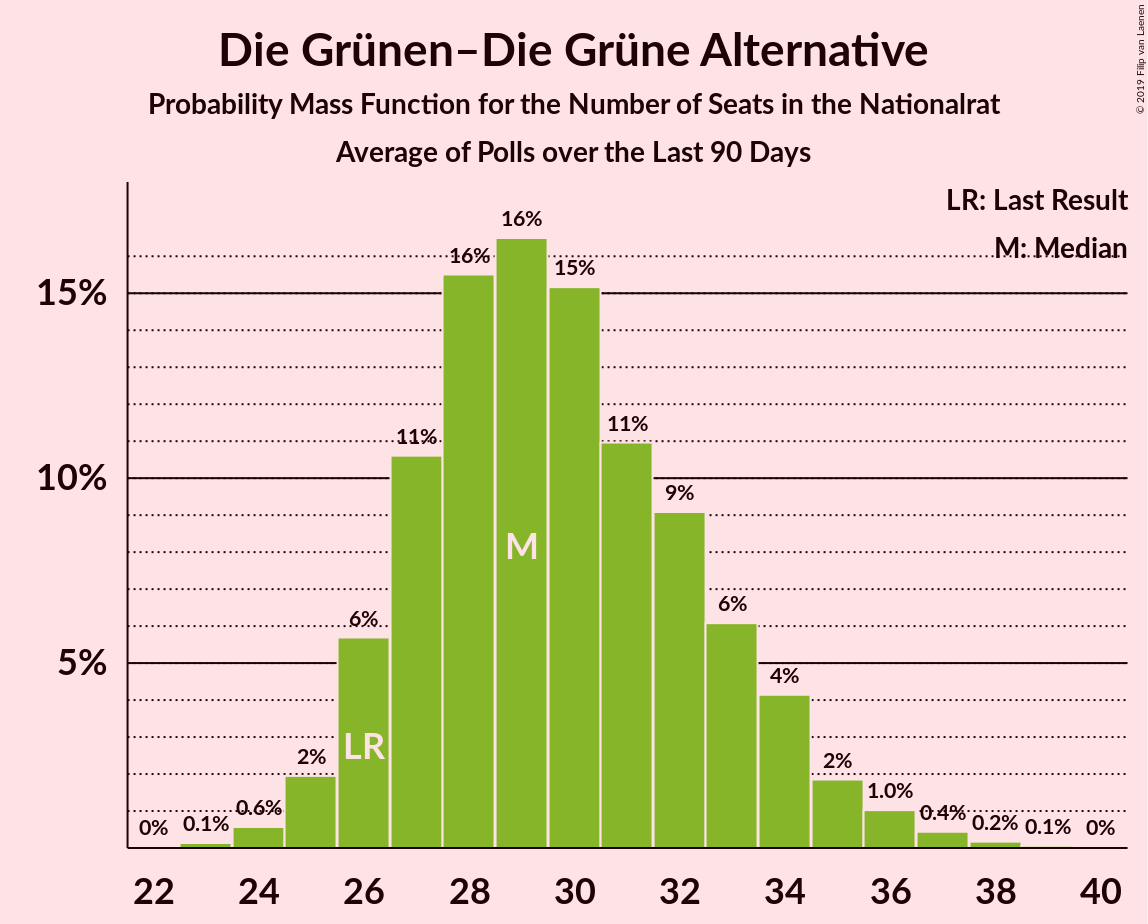 Die Grünen–Die Grüne Alternative
Probability Mass Function for the Number of Seats in the Nationalrat
Average of Polls over the Last 90 Days
© 2019 Filip van Laenen
LR: Last Result
M: Median
15%
10%
5%
0%
0.1%
0.6%
2%
6%
11%
16%
16%
15%
11%
9%
6%
4%
2%
1.0%
0.4%
0.2%
0.1%
0%
LR
M
22 24 26 28 30 32 34 36 38 40